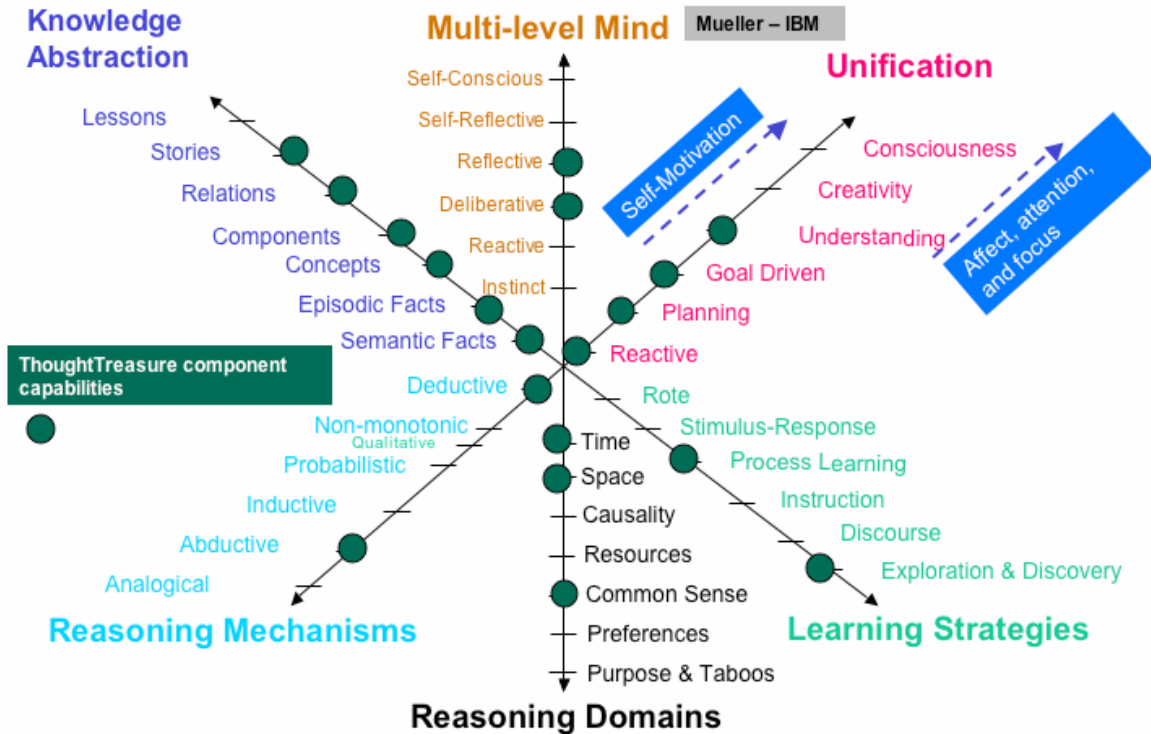 Knowledge
Abstraction
Multi-level Mind
Mueller – IBM
Unification
Lessons
Stories
Relations
Components
Concepts
Episodic Facts
Semantic Facts
Self-Conscious
Self-Reflective
Reflective
Deliberative
Reactive
Instinct
Self-Motivation
Consciousness
Creativity
Understanding
Goal Driven
Planning
Reactive
Affect, attention,
and focus
ThoughtTreasure component
capabilities
Deductive
Non-monotonic
Qualitative
Probabilistic
Inductive
Abductive
Analogical
Reasoning Mechanisms
Time
Space
Causality
Resources
Common Sense
Preferences
Purpose & Taboos
Reasoning Domains
Rote
Stimulus-Response
Process Learning
Instruction
Discourse
Exploration & Discovery
Learning Strategies